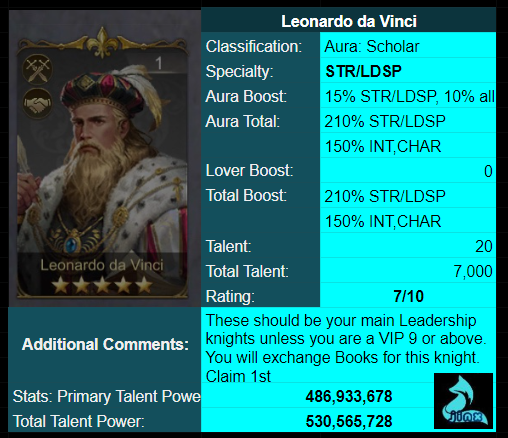 Leonardo da Vinci
1
Leonardo da Vinci
Classification: Aura: Scholar
Specialty: STR/LDSP
Aura Boost: 15% STR/LDSP, 10% all
Aura Total: 210% STR/LDSP
150% INT,CHAR
Lover Boost: 0
Total Boost: 210% STR/LDSP
150% INT,CHAR
Talent: 20
Total Talent: 7,000
Rating: 7/10
Additional Comments:
These should be your main Leadership
knights unless you are a VIP 9 or above.
You will exchange Books for this knight.
Claim 1st
Stats: Primary Talent Powe 486,933,678
Total Talent Power: 530,565,728